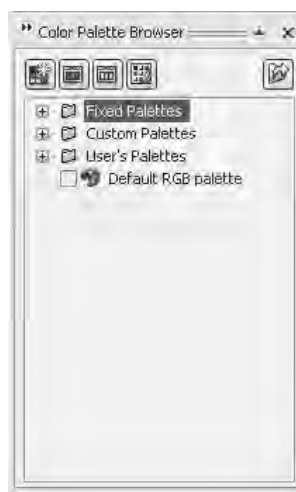 Color Palette Browser
Fixed Palettes
Custom Palettes
User's Palettes
Default RGB palette